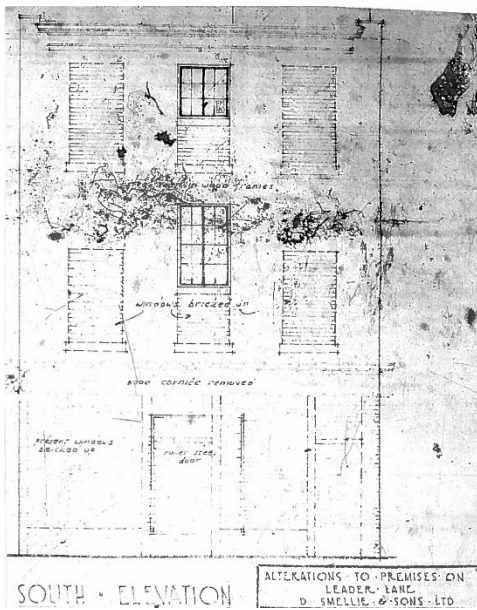 wood frames
windows bricked up
wood cornice removed
present windows
bricked up
roller steel
door
SOUTH · ELEVATION
ALTERATIONS · TO · PREMISES · ON
LEADER · LANE
D · SMELLIE · & · SONS · LTD